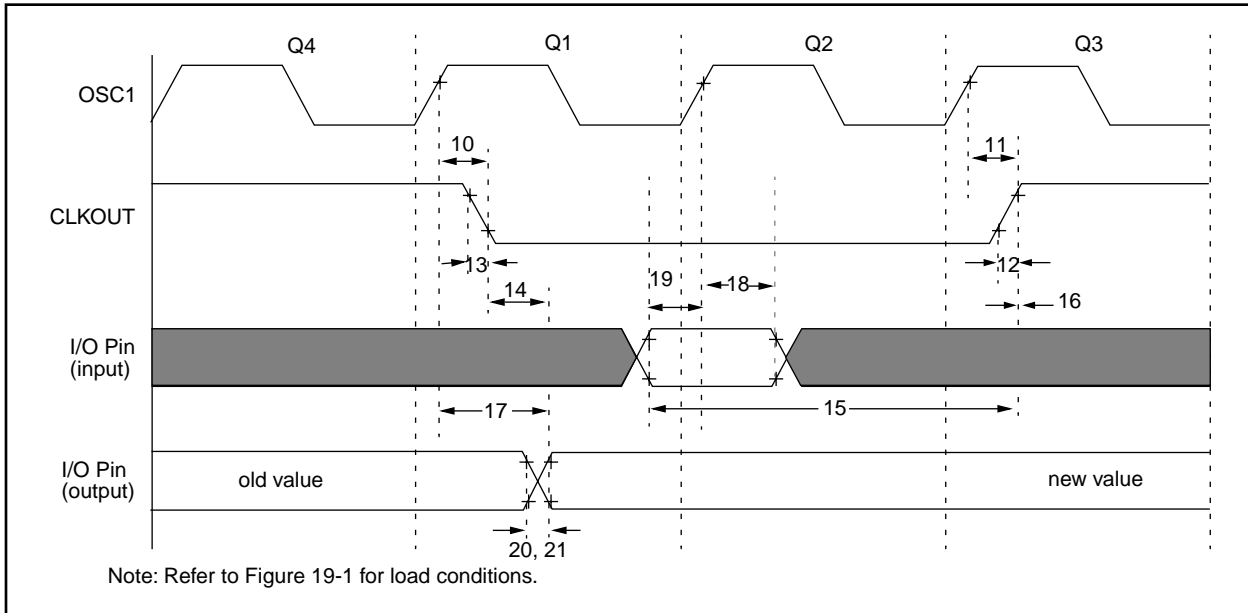 Q4
Q1
Q2
Q3
OSC1
10
11
CLKOUT
13
12
14
19
18
16
I/O Pin
(input)
17
15
I/O Pin
(output)
old value
new value
20, 21
Note: Refer to Figure 19-1 for load conditions.